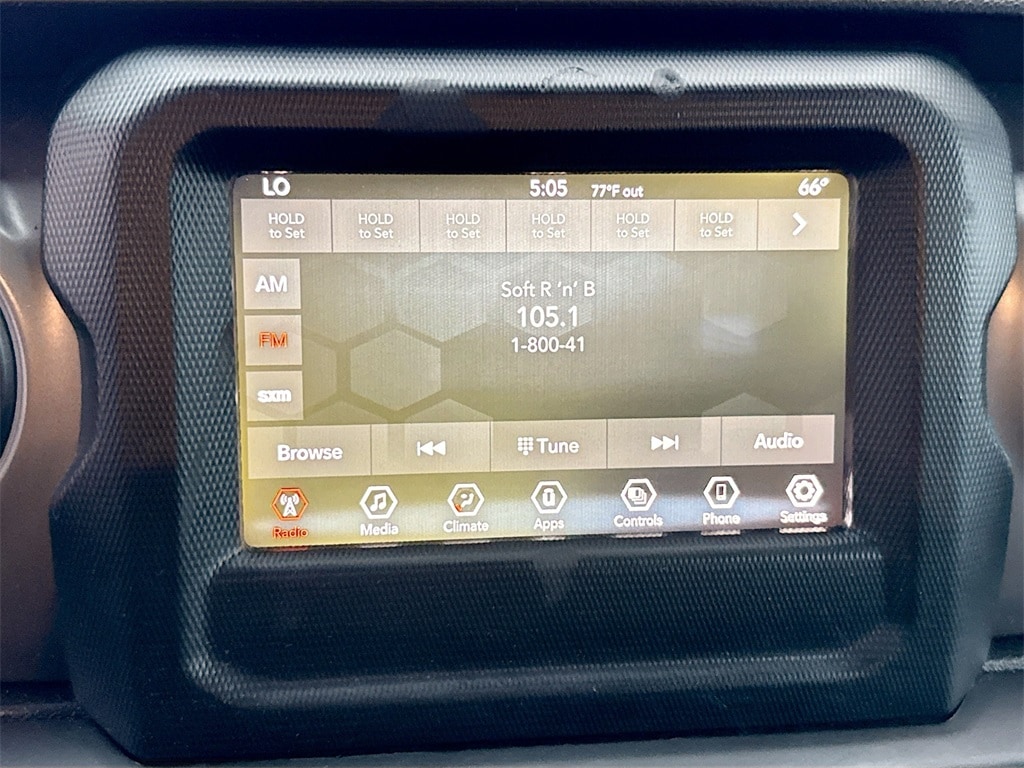 LO 5:05 77°F out 66°
HOLD to Set
HOLD to Set
HOLD to Set
HOLD to Set
HOLD to Set
HOLD to Set
AM
Soft R 'n' B
105.1
FM
1-800-41
sxm
Browse Tune Audio
Radio Media Climate Apps Controls Phone Settings